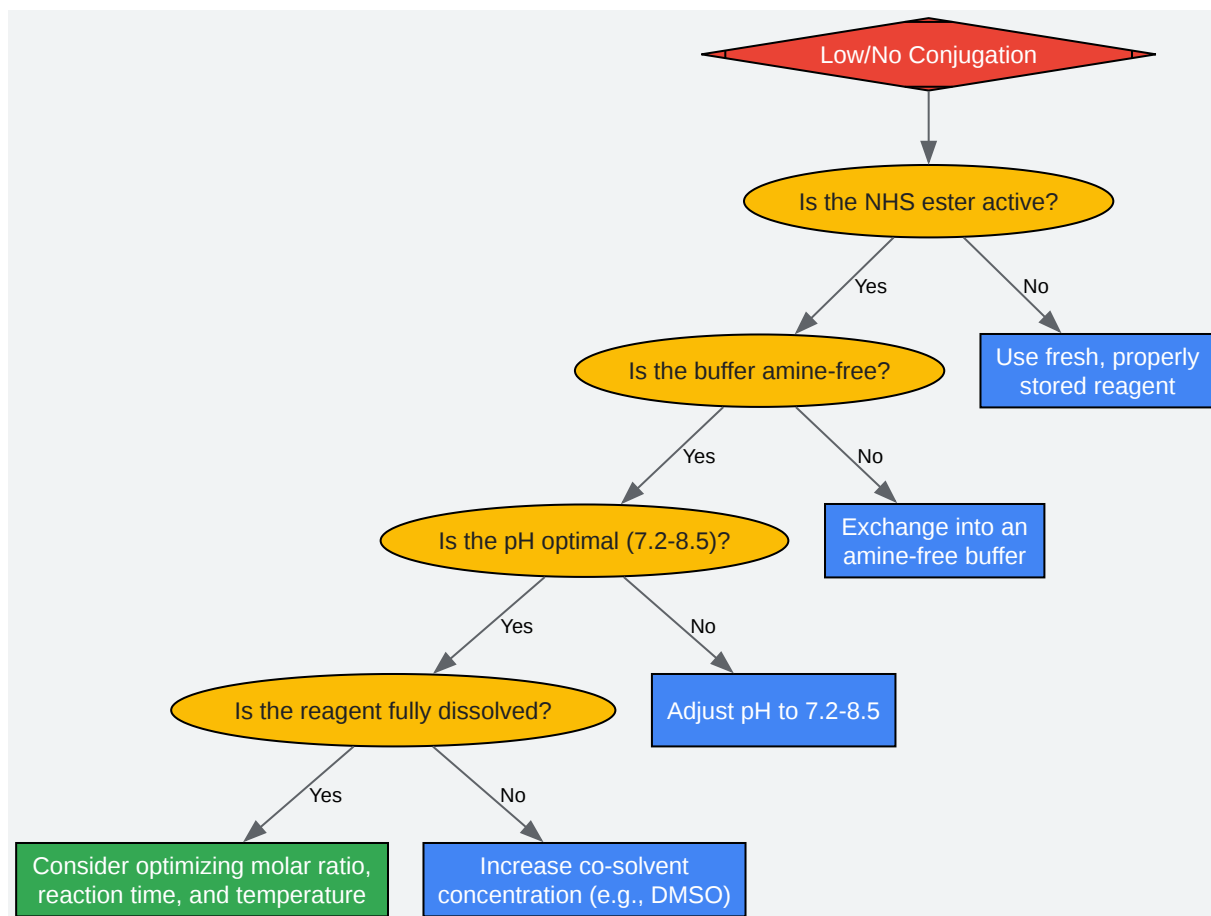 Low/No Conjugation
Is the NHS ester active?
Yes
No
Is the buffer amine-free?
Use fresh, properly
stored reagent
Yes
No
Is the pH optimal (7.2-8.5)?
Exchange into an
amine-free buffer
Yes
No
Is the reagent fully dissolved?
Adjust pH to 7.2-8.5
Yes
No
Consider optimizing molar ratio,
reaction time, and temperature
Increase co-solvent
concentration (e.g., DMSO)